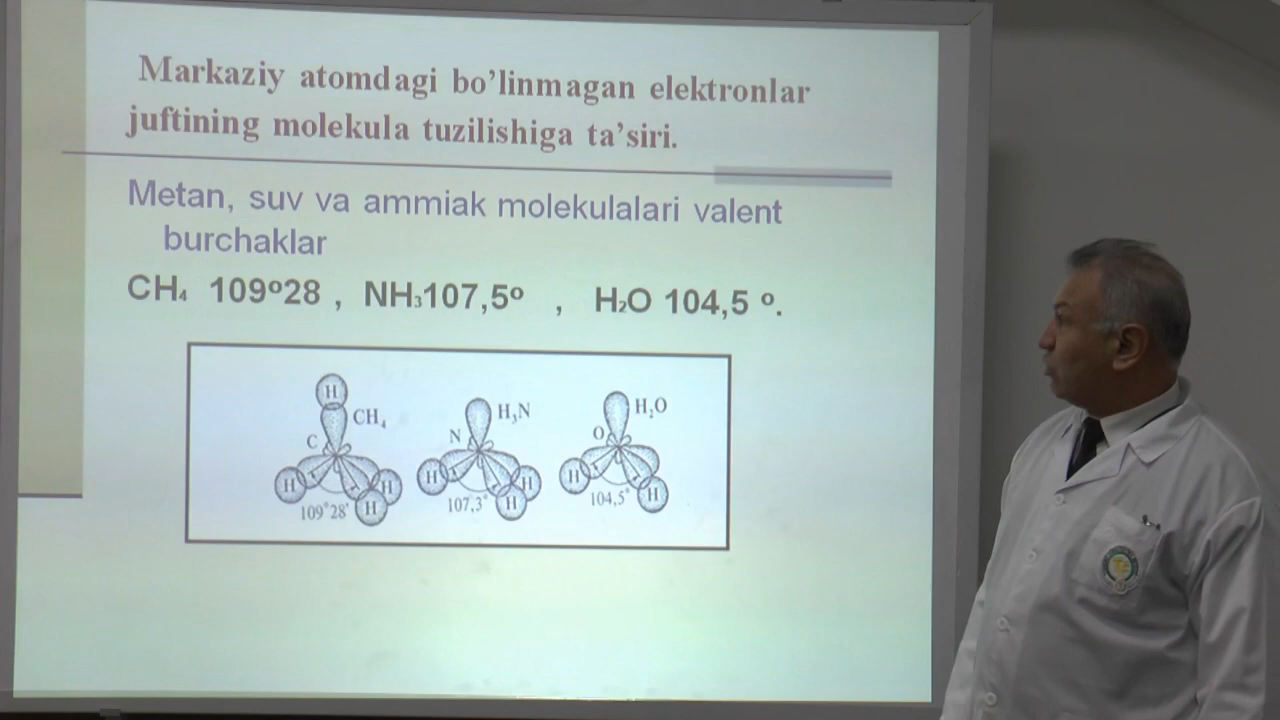 Markaziy atomdagi bo’linmagan elektronlar
juftining molekula tuzilishiga ta’siri.
Metan, suv va ammiak molekulalari valent
burchaklar
CH₄ 109º28 , NH₃107,5º , H₂O 104,5 º.
H CH₄ C H H H 109°28'
H₃N N H H H 107,3°
H₂O O H H 104,5°